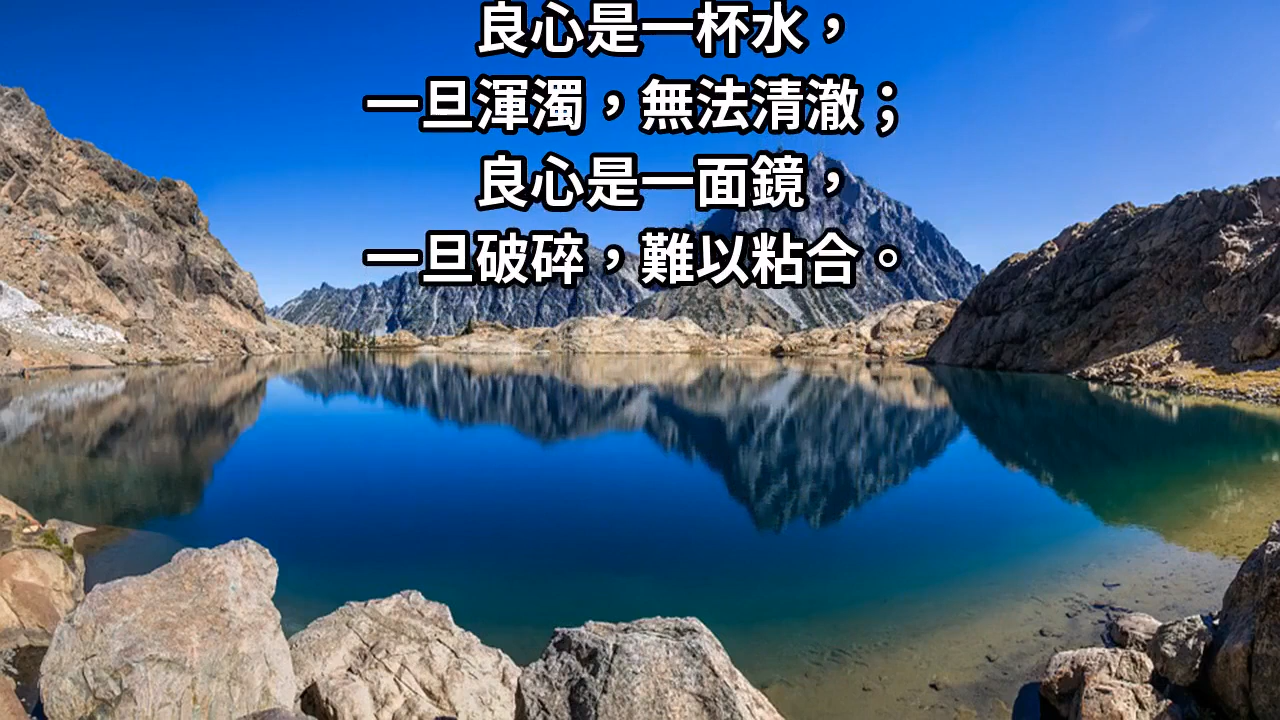 良心是一杯水，
一旦渾濁，無法清澈；
良心是一面鏡，
一旦破碎，難以粘合。